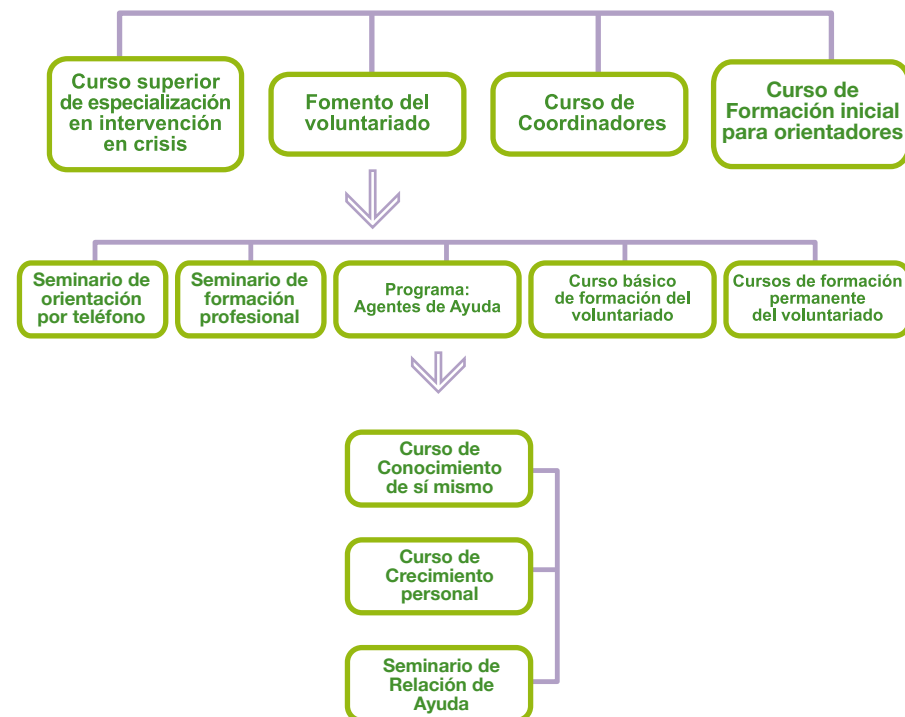 Curso superior
de especialización
en intervención
en crisis
Fomento del
voluntariado
Curso de
Coordinadores
Curso de
Formación inicial
para orientadores
Seminario de
orientación
por teléfono
Seminario de
formación
profesional
Programa:
Agentes de Ayuda
Curso básico
de formación del
voluntariado
Cursos de formación
permanente
del voluntariado
Curso de
Conocimiento
de sí mismo
Curso de
Crecimiento
personal
Seminario de
Relación de
Ayuda